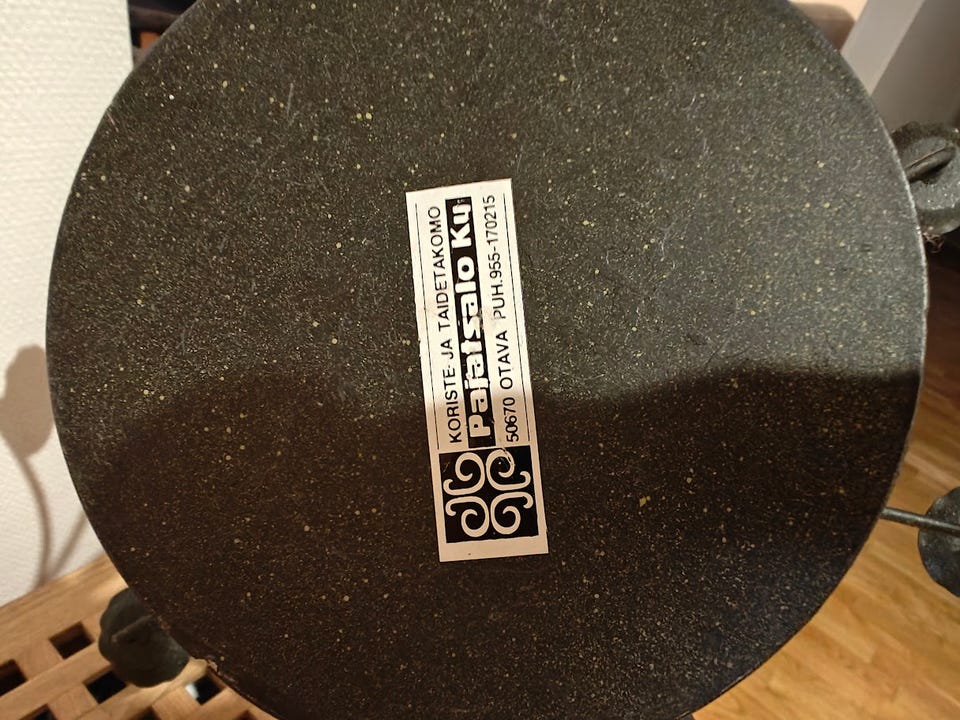 KORISTE-JA TAIDETAKOMO
Pajatsalo Ky
50670 OTAVA PUH.955-170215